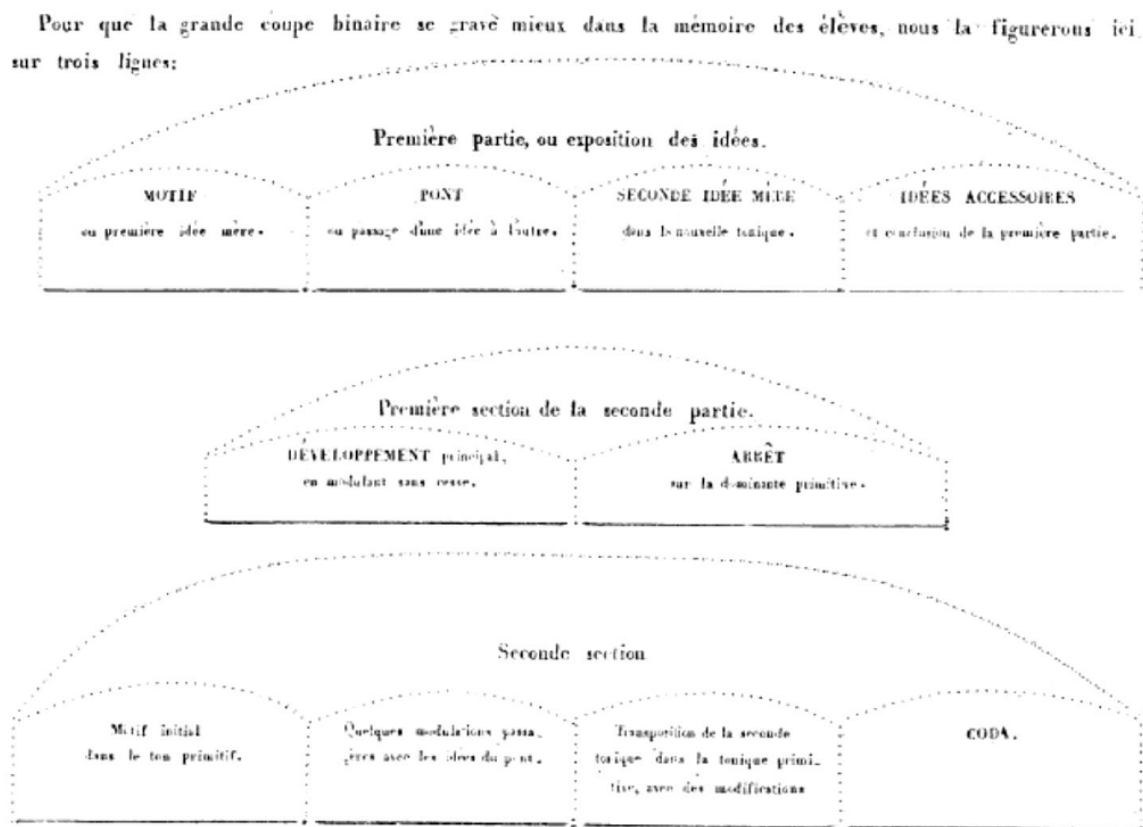 Pour que la grande coupe binaire se grave mieux dans la mémoire des élèves, nous la figurerons ici
sur trois lignes:
Première partie, ou exposition des idées.
MOTIF
ou première idée mère.
PONT
ou passage d'une idée à l'autre.
SECONDE IDÉE MÈRE
dans la nouvelle tonique.
IDÉES ACCESSOIRES
et conclusion de la première partie.
Première section de la seconde partie.
DÉVELOPPEMENT principal,
en modulant sans cesse.
ARRÊT
sur la dominante primitive.
Seconde section
Motif initial
dans le ton primitif.
Quelques modulations passa-
gères avec les idées du pont.
Transposition de la seconde
tonique dans la tonique primi-
tive, avec des modifications
CODA.